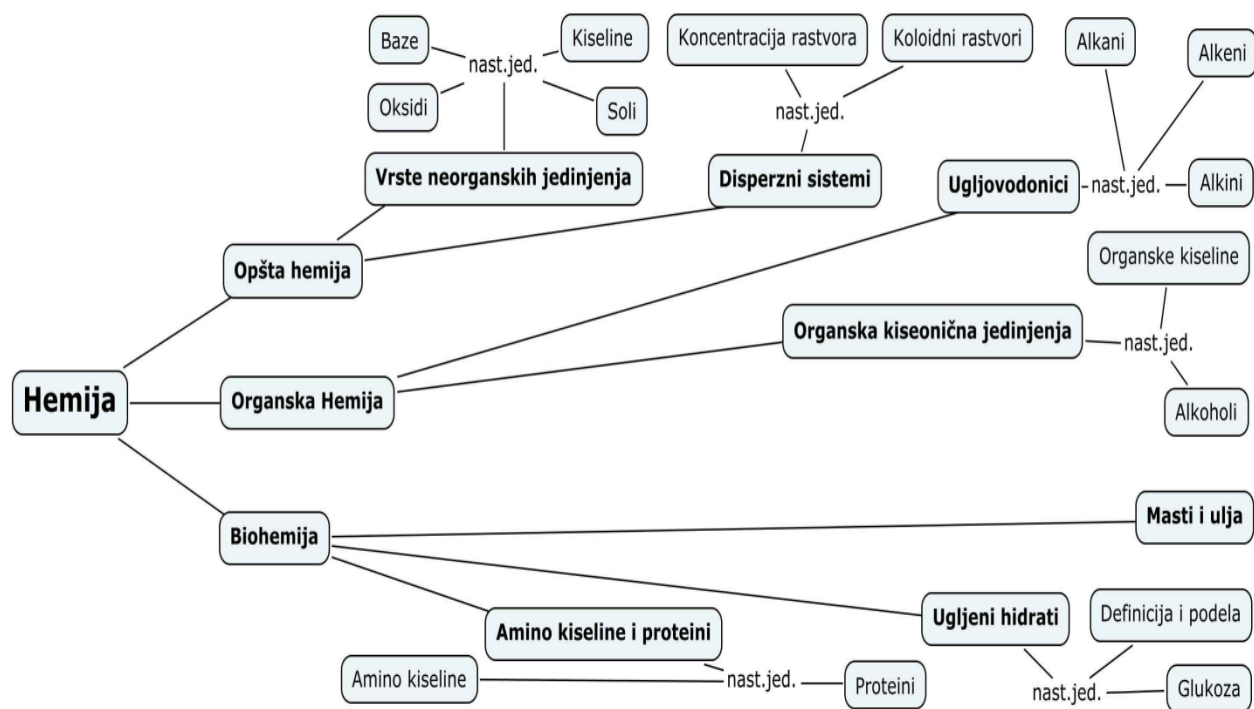 Baze
Kiseline
nast.jed.
Oksidi
Soli
Vrste neorganskih jedinjenja
Koncentracija rastvora
Koloidni rastvori
nast.jed.
Disperzni sistemi
Alkani
Alkeni
Ugljovodonici
nast.jed.
Alkini
Opšta hemija
Organske kiseline
Organska kiseonična jedinjenja
nast.jed.
Alkoholi
Hemija
Organska Hemija
Biohemija
Masti i ulja
Amino kiseline i proteini
Amino kiseline
nast.jed.
Proteini
Ugljeni hidrati
Definicija i podela
nast.jed.
Glukoza